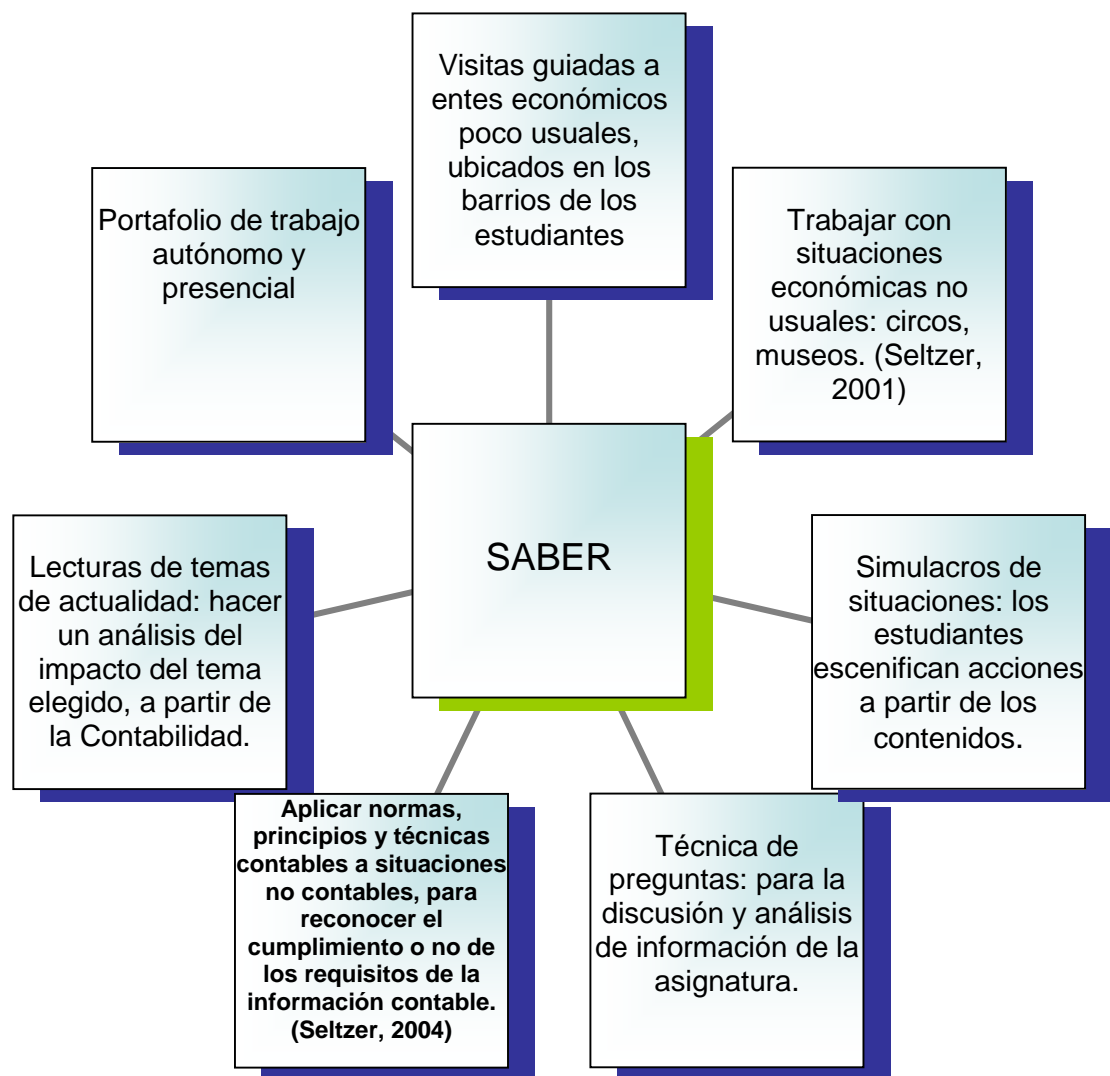 Visitas guiadas a
entes económicos
poco usuales,
ubicados en los
barrios de los
estudiantes
Portafolio de trabajo
autónomo y
presencial
Trabajar con
situaciones
económicas no
usuales: circos,
museos. (Seltzer,
2001)
SABER
Lecturas de temas
de actualidad: hacer
un análisis del
impacto del tema
elegido, a partir de
la Contabilidad.
Simulacros de
situaciones: los
estudiantes
escenifican acciones
a partir de los
contenidos.
Aplicar normas,
principios y técnicas
contables a situaciones
no contables, para
reconocer el
cumplimiento o no de
los requisitos de la
información contable.
(Seltzer, 2004)
Técnica de
preguntas: para la
discusión y análisis
de información de la
asignatura.